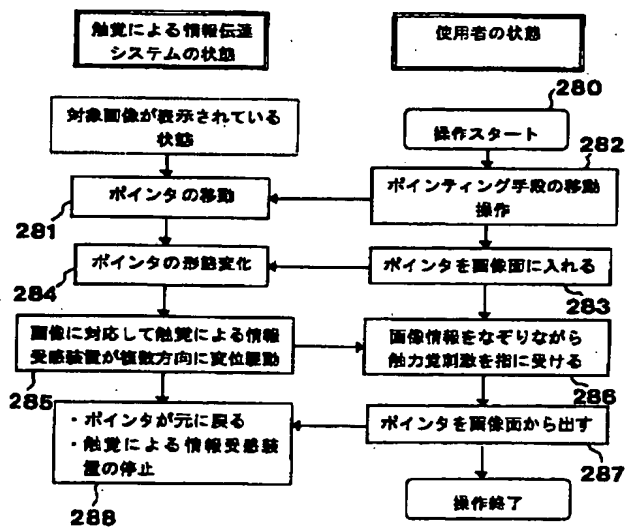 触覚による情報伝達
システムの状態
使用者の状態
280
対象画像が表示されている
状態
操作スタート
282
ポインタの移動
281
ポインティング手段の移動
操作
ポインタの形態変化
284
ポインタを画像面に入れる
283
画像に対応して触覚による情報
受感装置が複数方向に変位駆動
285
画像情報をなぞりながら
触力覚刺激を指に受ける
286
・ポインタが元に戻る
・触覚による情報受感装
置の停止
288
ポインタを画像面から出す
287
操作終了